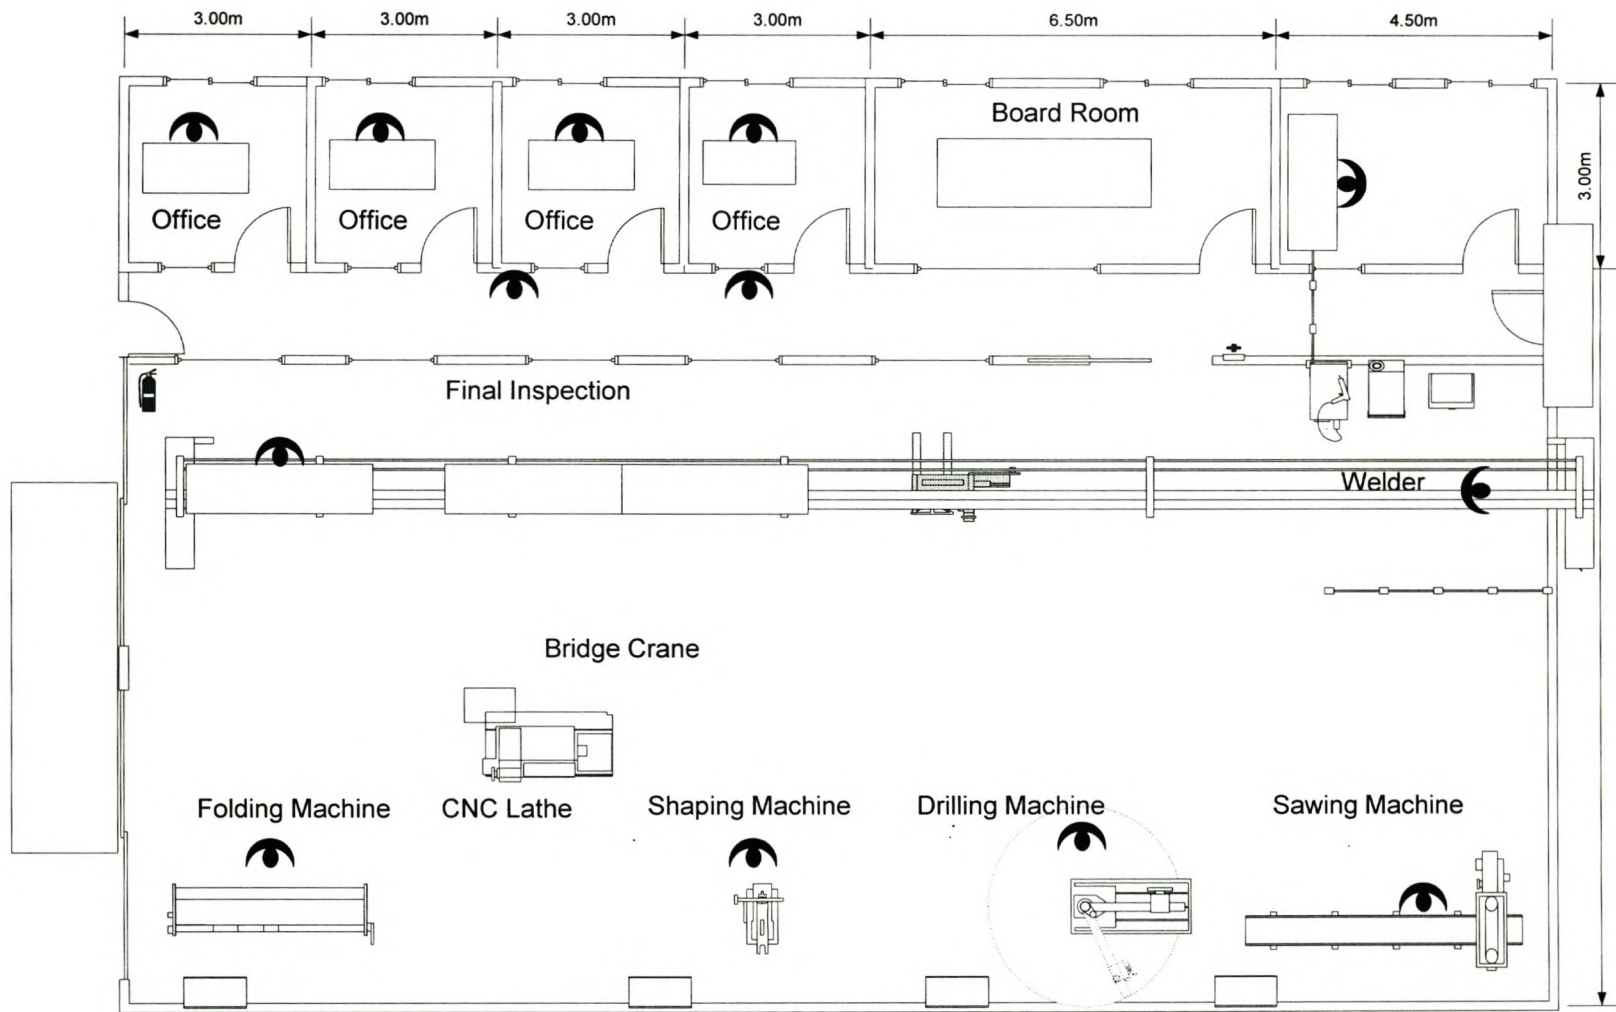 3.00m 3.00m 3.00m 3.00m 6.50m 4.50m
Board Room
3.00m
Office Office Office Office
Final Inspection
Welder
Bridge Crane
Folding Machine CNC Lathe Shaping Machine Drilling Machine Sawing Machine